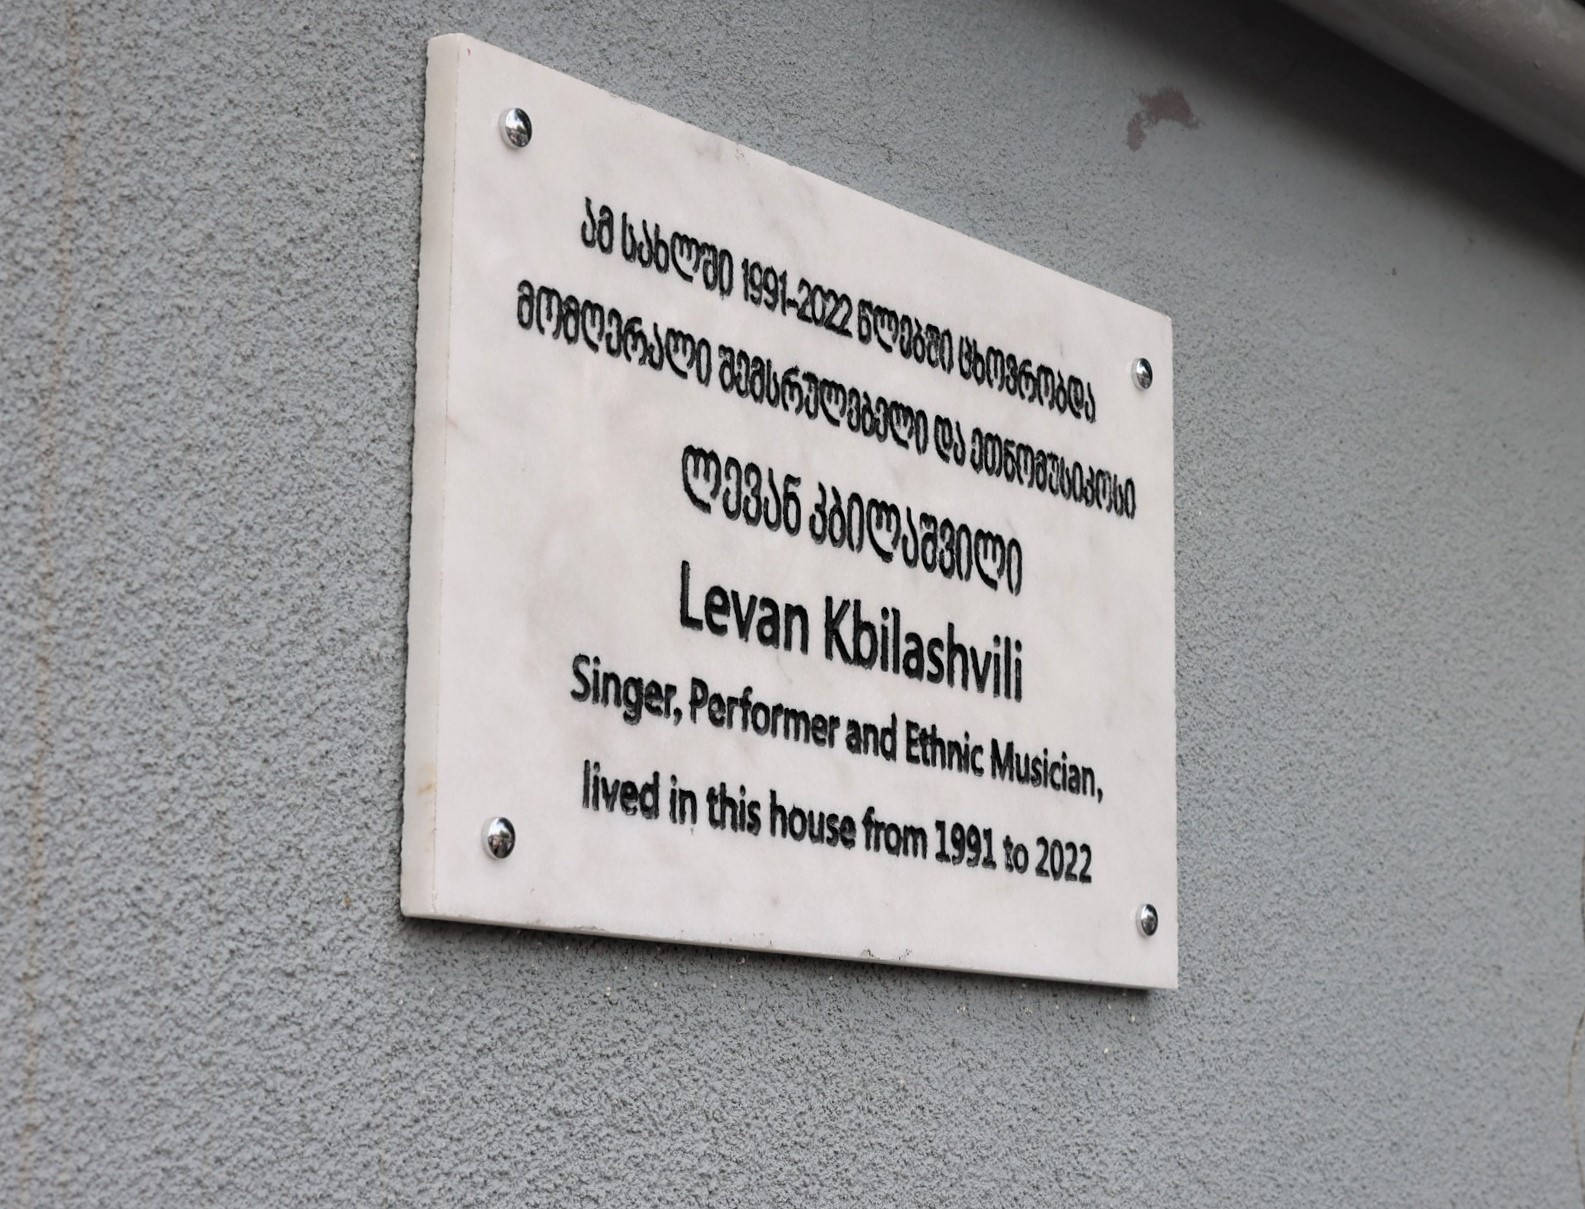 ამ სახლში 1991-2022 წლებში ცხოვრობდა
მომღერალი შემსრულებელი და ეთნომუსიკოსი
ლევან კბილაშვილი
Levan Kbilashvili
Singer, Performer and Ethnic Musician,
lived in this house from 1991 to 2022